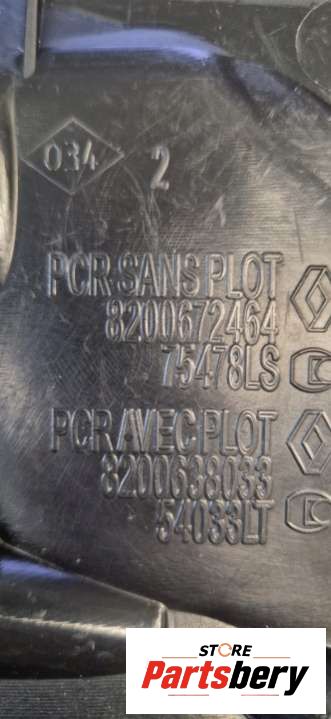 034
2
PCR SANS PLOT
8200672464
75478LS
PCR AVEC PLOT
8200638033
54033LT
STORE
Partsbery